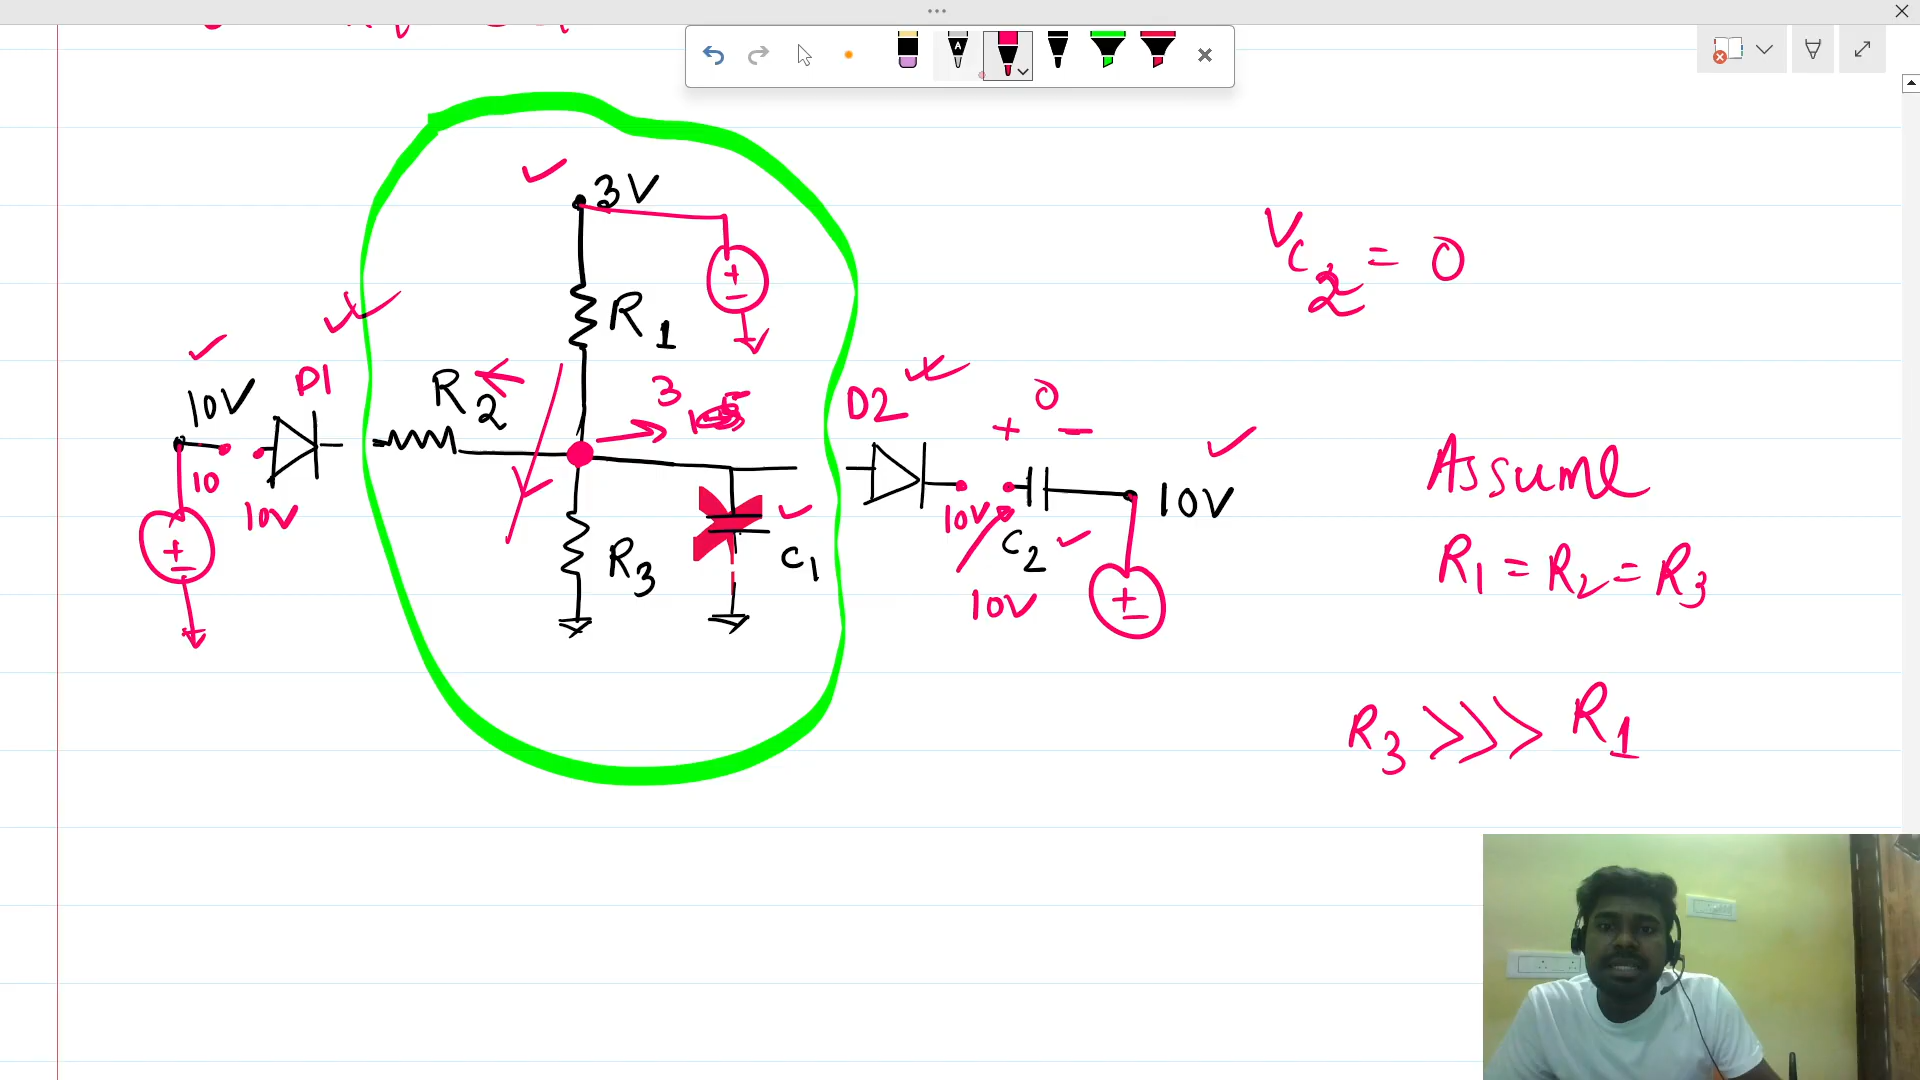 3V
R1
10V
D1
R2
3
D2
0
+ -
10
10V
R3
C1
10V
C2
10V
10V
+
-
VC2 = 0
Assume
R1 = R2 = R3
R3 >>> R1
A